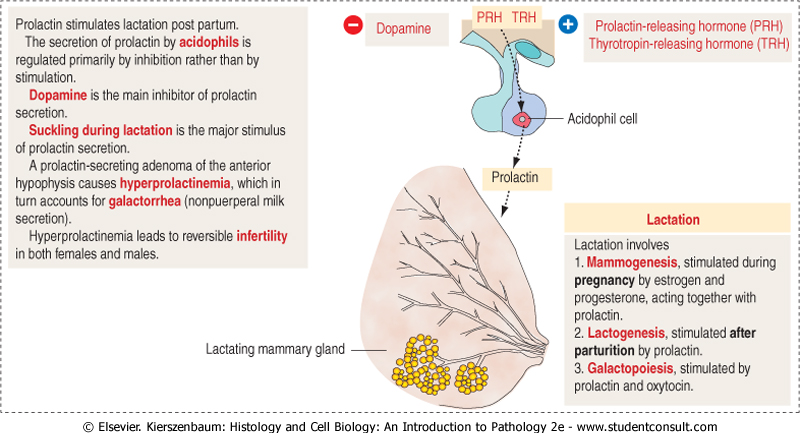 Prolactin stimulates lactation post partum.
The secretion of prolactin by acidophils is
regulated primarily by inhibition rather than by
stimulation.
Dopamine is the main inhibitor of prolactin
secretion.
Suckling during lactation is the major stimulus
of prolactin secretion.
A prolactin-secreting adenoma of the anterior
hypophysis causes hyperprolactinemia, which in
turn accounts for galactorrhea (nonpuerperal milk
secretion).
Hyperprolactinemia leads to reversible infertility
in both females and males.
− Dopamine
PRH TRH
+ Prolactin-releasing hormone (PRH)
Thyrotropin-releasing hormone (TRH)
Acidophil cell
Prolactin
Lactating mammary gland
Lactation
Lactation involves
1. Mammogenesis, stimulated during
pregnancy by estrogen and
progesterone, acting together with
prolactin.
2. Lactogenesis, stimulated after
parturition by prolactin.
3. Galactopoiesis, stimulated by
prolactin and oxytocin.
© Elsevier. Kierszenbaum: Histology and Cell Biology: An Introduction to Pathology 2e - www.studentconsult.com